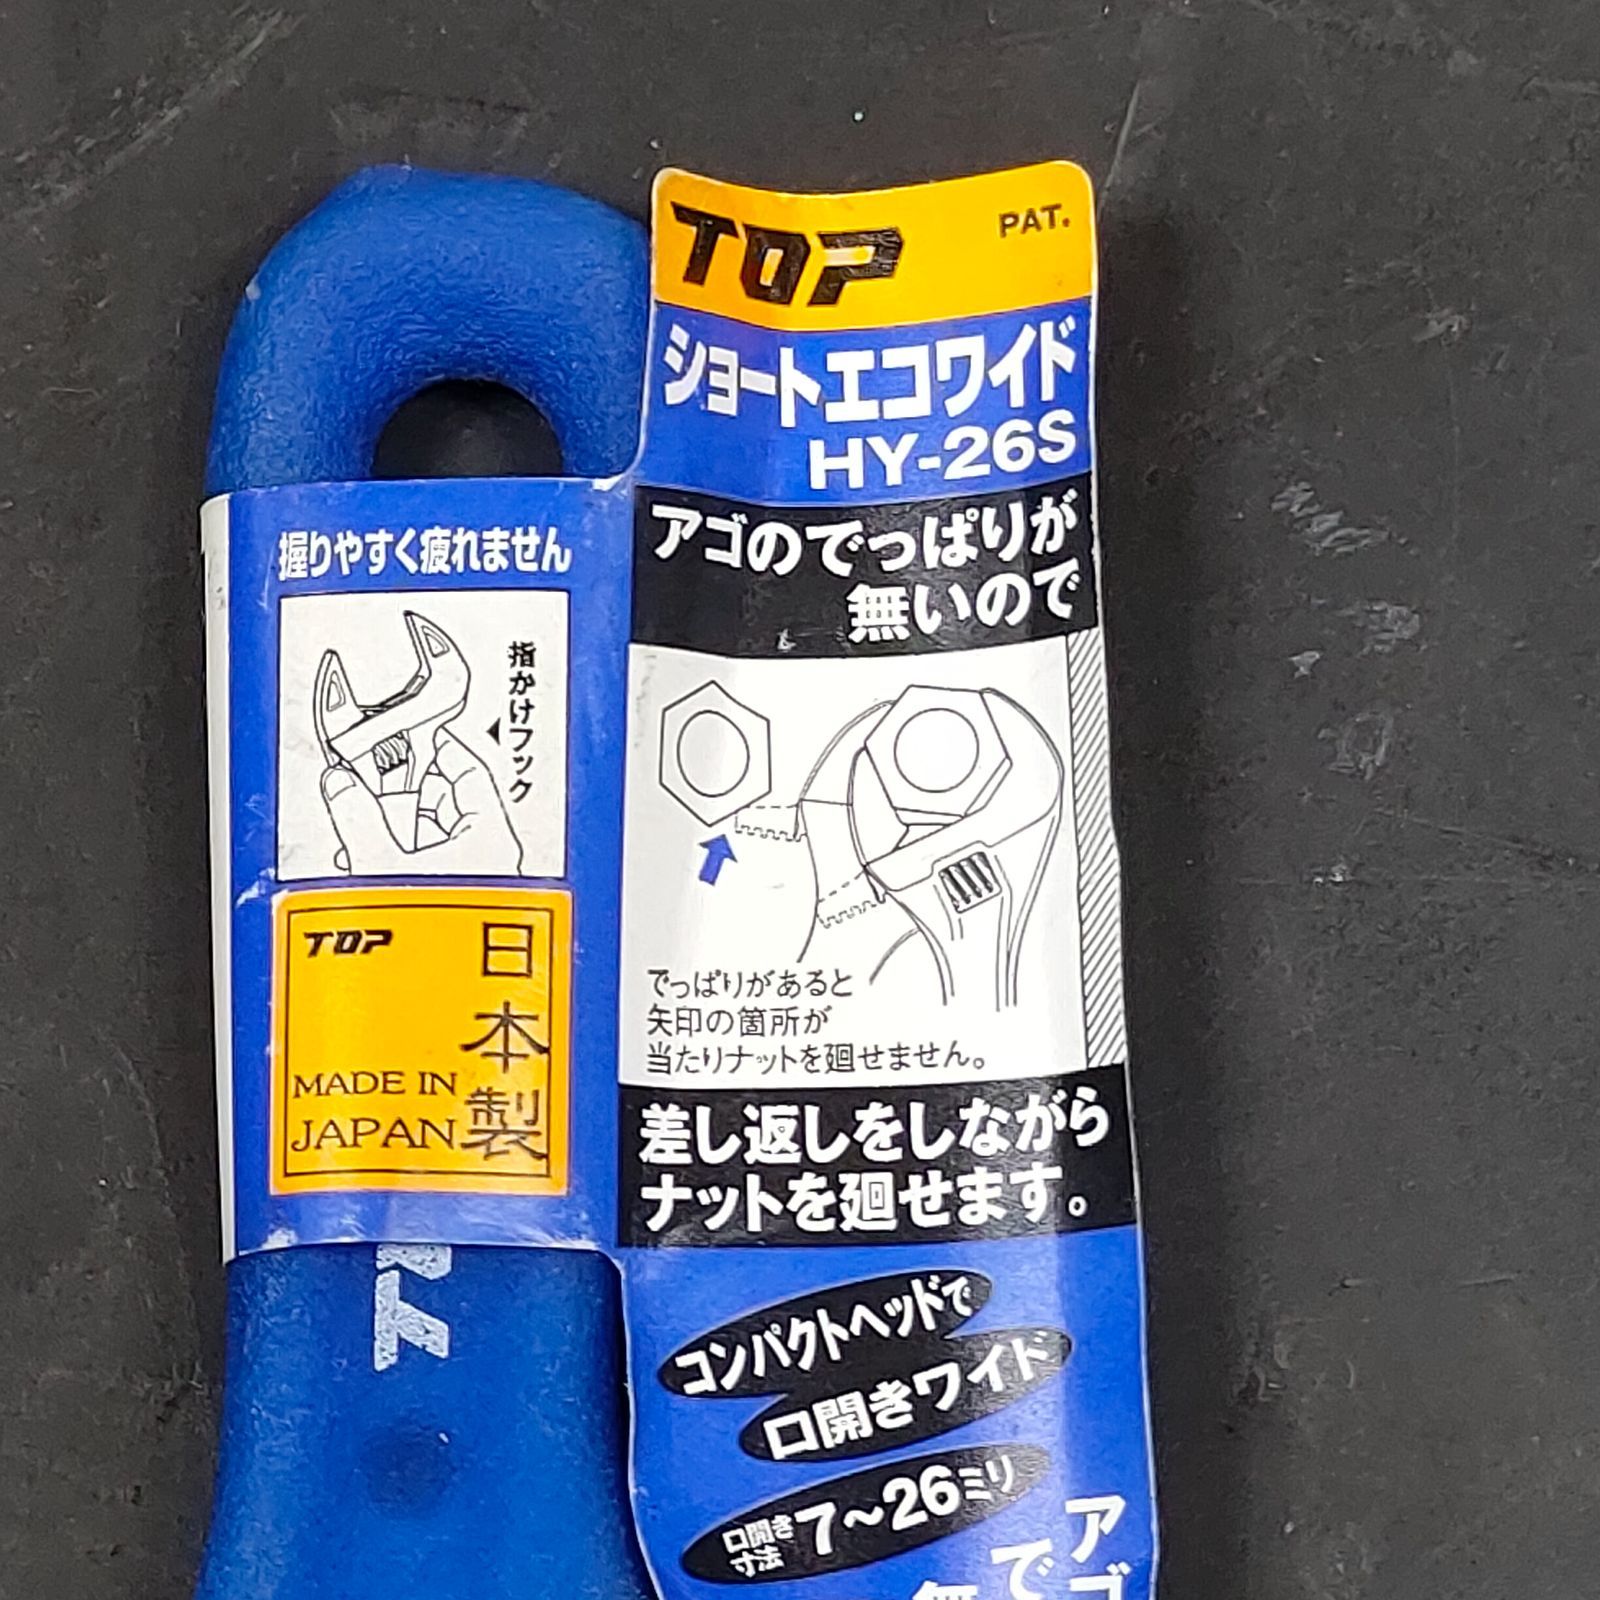 TOP
PAT.
ショートエコワイド
HY-26S
アゴのでっぱりが
無いので
でっぱりがあると
矢印の箇所が
当たりナットを廻せません。
差し返しをしながら
ナットを廻せます。
コンパクトヘッドで
口開きワイド
口開き
寸法
7〜26ミリ
アゴ
で
無
握りやすく疲れません
指かけフック
TOP
日本製
MADE IN
JAPAN